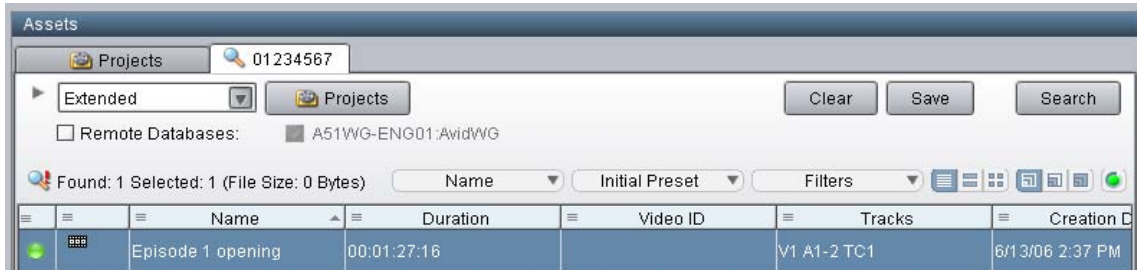 Assets
Projects 01234567
Extended Projects Clear Save Search
Remote Databases: A51WG-ENG01:AvidWG
Found: 1 Selected: 1 (File Size: 0 Bytes) Name Initial Preset Filters
Name Duration Video ID Tracks Creation D
Episode 1 opening 00:01:27:16 V1 A1-2 TC1 6/13/06 2:37 PM